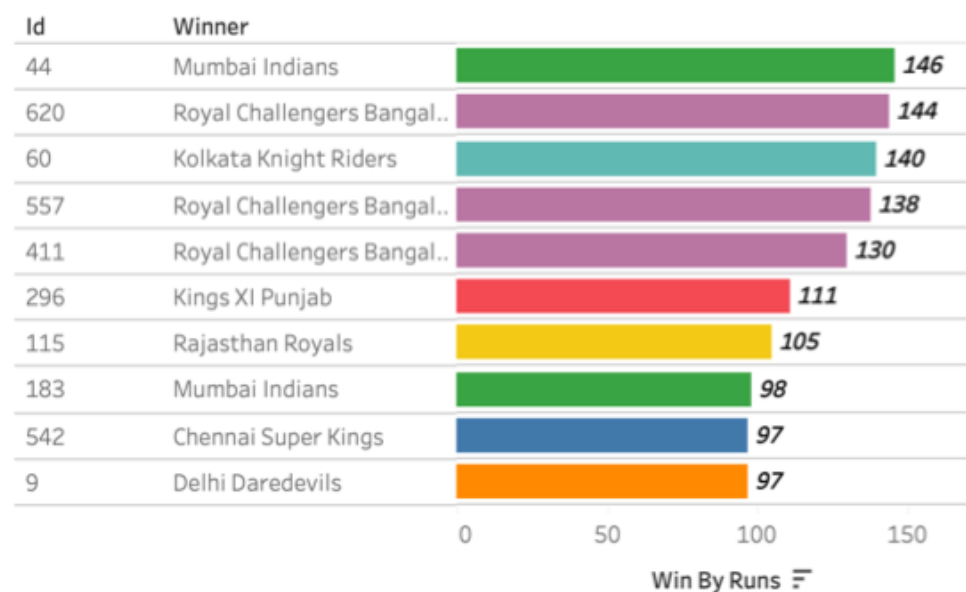 Id Winner
44 Mumbai Indians 146
620 Royal Challengers Bangal.. 144
60 Kolkata Knight Riders 140
557 Royal Challengers Bangal.. 138
411 Royal Challengers Bangal.. 130
296 Kings XI Punjab 111
115 Rajasthan Royals 105
183 Mumbai Indians 98
542 Chennai Super Kings 97
9 Delhi Daredevils 97
0 50 100 150
Win By Runs